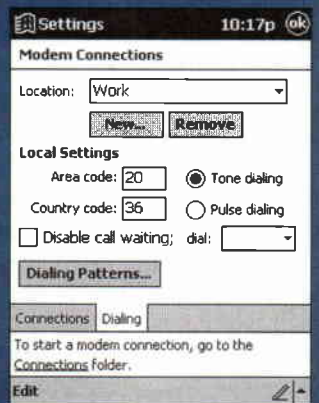 Settings 10:17p ok
Modem Connections
Location: Work
New... Remove
Local Settings
Area code: 20 Tone dialing
Country code: 36 Pulse dialing
Disable call waiting; dial:
Dialing Patterns...
Connections Dialing
To start a modem connection, go to the
Connections folder.
Edit